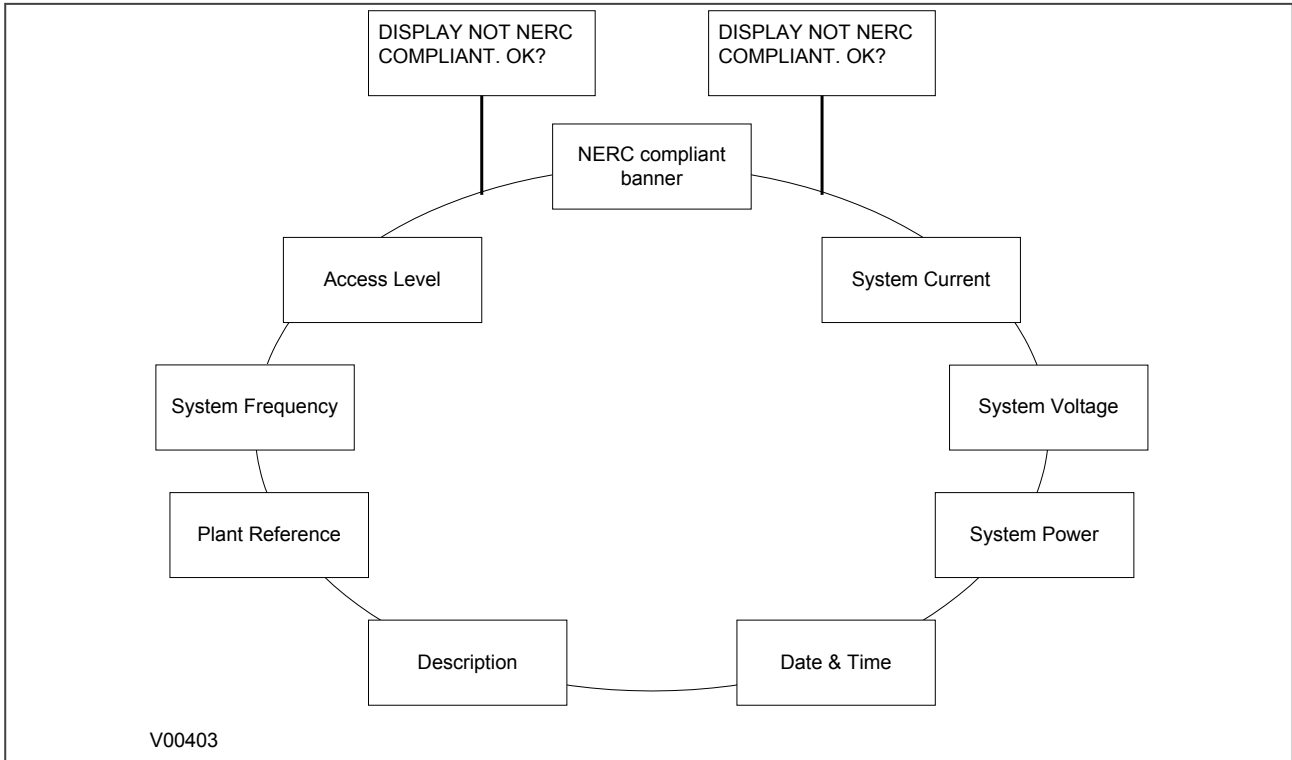 DISPLAY NOT NERC
COMPLIANT. OK?
DISPLAY NOT NERC
COMPLIANT. OK?
NERC compliant
banner
Access Level
System Current
System Frequency
System Voltage
Plant Reference
System Power
Description
Date & Time
V00403